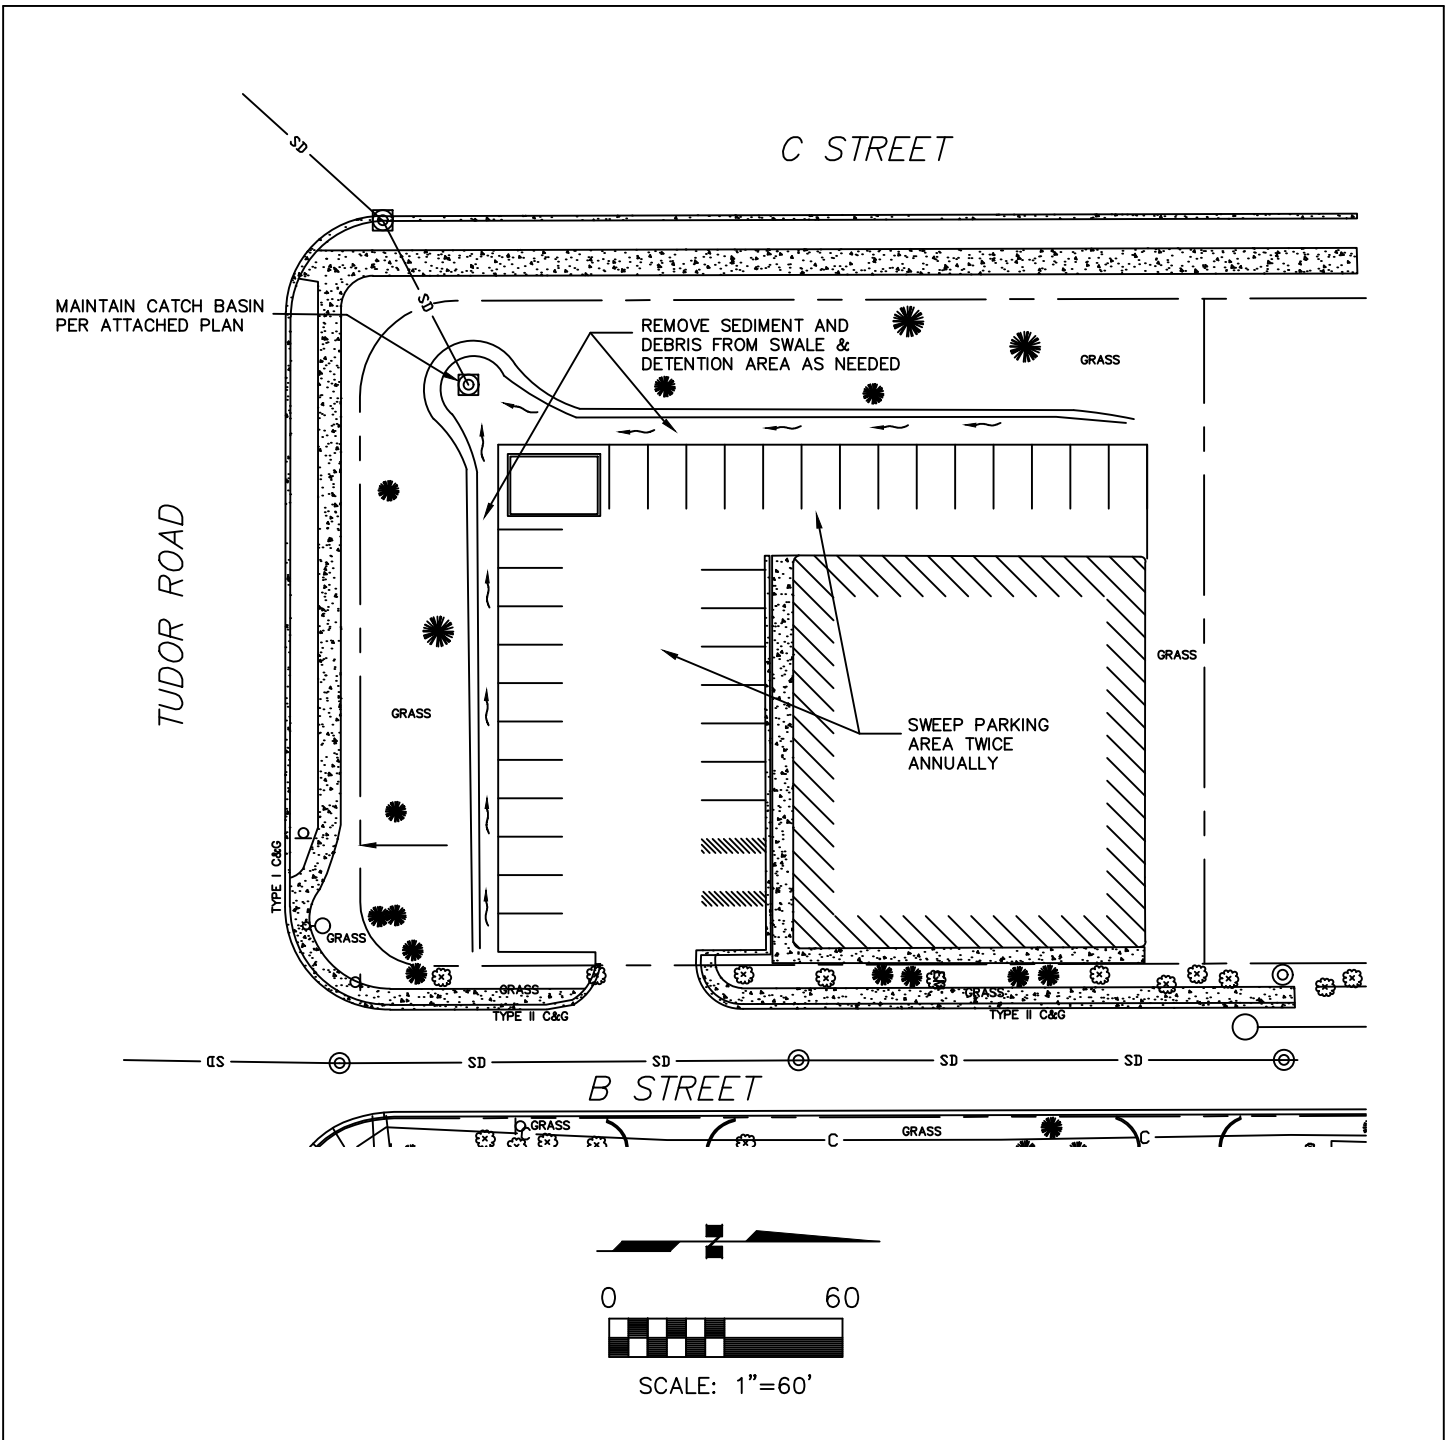 C STREET
SD
SD
MAINTAIN CATCH BASIN
PER ATTACHED PLAN
REMOVE SEDIMENT AND
DEBRIS FROM SWALE &
DETENTION AREA AS NEEDED
GRASS
TUDOR ROAD
GRASS
GRASS
SWEEP PARKING
AREA TWICE
ANNUALLY
TYPE I C&G
GRASS
GRASS
GRASS
TYPE II C&G
TYPE II C&G
SD
SD
SD
SD
SD
B STREET
GRASS
GRASS
C
C
C
N
0 60
SCALE: 1"=60'